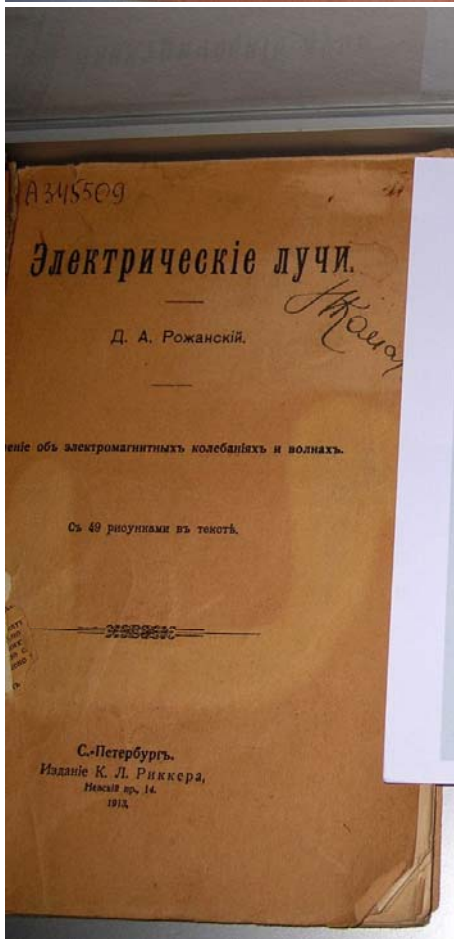 А345509
Электрическіе лучи.
Д. А. Рожанскій.
объ электромагнитныхъ колебаніяхъ и волнахъ.
Съ 49 рисунками въ текстѣ.
С.-Петербургъ.
Изданіе К. Л. Риккера,
Невскій пр., 14.
1913.